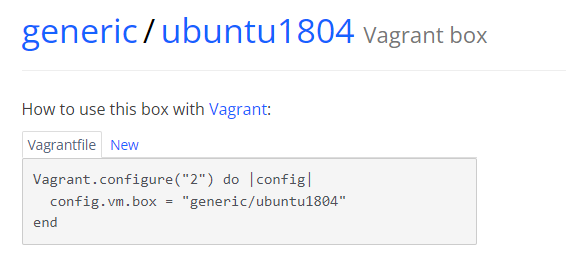 generic / ubuntu1804 Vagrant box
How to use this box with Vagrant:
Vagrantfile New
Vagrant.configure("2") do |config|
  config.vm.box = "generic/ubuntu1804"
end